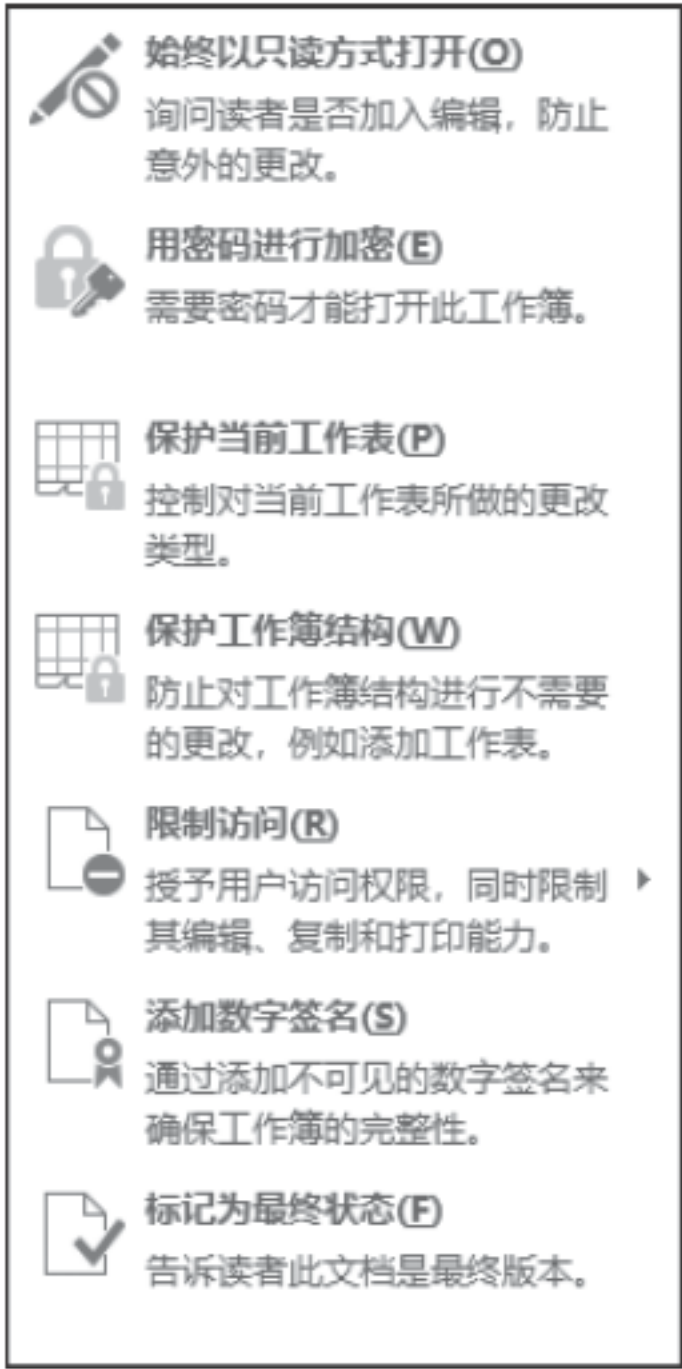 始终以只读方式打开(O)
询问读者是否加入编辑，防止
意外的更改。
用密码进行加密(E)
需要密码才能打开此工作簿。
保护当前工作表(P)
控制对当前工作表所做的更改
类型。
保护工作簿结构(W)
防止对工作簿结构进行不需要
的更改，例如添加工作表。
限制访问(R)
授予用户访问权限，同时限制
其编辑、复制和打印能力。
添加数字签名(S)
通过添加不可见的数字签名来
确保工作簿的完整性。
标记为最终状态(F)
告诉读者此文档是最终版本。